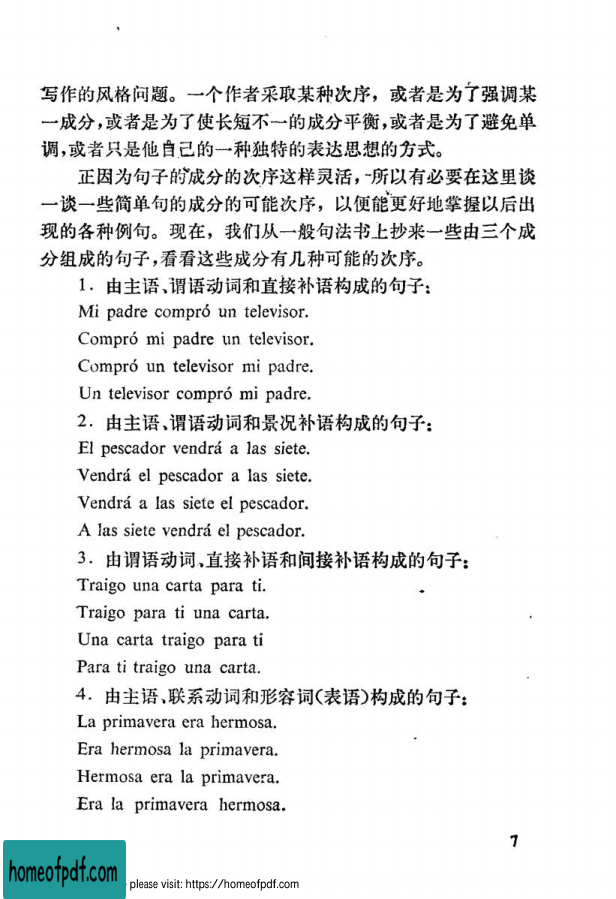 写作的风格问题。一个作者采取某种次序，或者是为了强调某
一成分，或者是为了使长短不一的成分平衡，或者是为了避免单
调，或者只是他自己的一种独特的表达思想的方式。
正因为句子的成分的次序这样灵活，所以有必要在这里谈
一谈一些简单句的成分的可能次序，以便能更好地掌握以后出
现的各种例句。现在，我们从一般句法书上抄来一些由三个成
分组成的句子，看看这些成分有几种可能的次序。
1．由主语、谓语动词和直接补语构成的句子：
Mi padre compró un televisor.
Compró mi padre un televisor.
Compró un televisor mi padre.
Un televisor compró mi padre.
2．由主语、谓语动词和景况补语构成的句子：
El pescador vendrá a las siete.
Vendrá el pescador a las siete.
Vendrá a las siete el pescador.
A las siete vendrá el pescador.
3．由谓语动词、直接补语和间接补语构成的句子：
Traigo una carta para ti.
Traigo para ti una carta.
Una carta traigo para ti
Para ti traigo una carta.
4．由主语、联系动词和形容词（表语）构成的句子：
La primavera era hermosa.
Era hermosa la primavera.
Hermosa era la primavera.
Era la primavera hermosa.
7
homeofpdf.com
please visit: https://homeofpdf.com